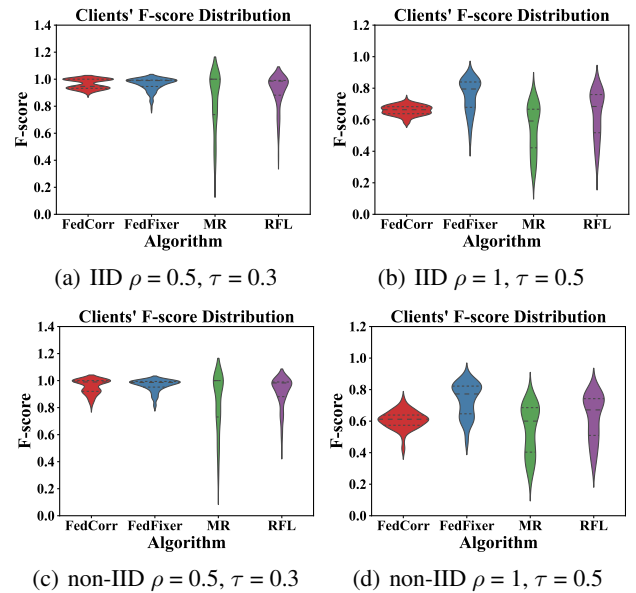 Clients' F-score Distribution
1.4
1.2
1.0
0.8
0.6
0.4
0.2
0.0
F-score
FedCorr FedFixer MR RFL
Algorithm
(a) IID ρ = 0.5, τ = 0.3
Clients' F-score Distribution
1.2
1.0
0.8
0.6
0.4
0.2
0.0
F-score
FedCorr FedFixer MR RFL
Algorithm
(b) IID ρ = 1, τ = 0.5
Clients' F-score Distribution
1.4
1.2
1.0
0.8
0.6
0.4
0.2
0.0
F-score
FedCorr FedFixer MR RFL
Algorithm
(c) non-IID ρ = 0.5, τ = 0.3
Clients' F-score Distribution
1.2
1.0
0.8
0.6
0.4
0.2
0.0
F-score
FedCorr FedFixer MR RFL
Algorithm
(d) non-IID ρ = 1, τ = 0.5